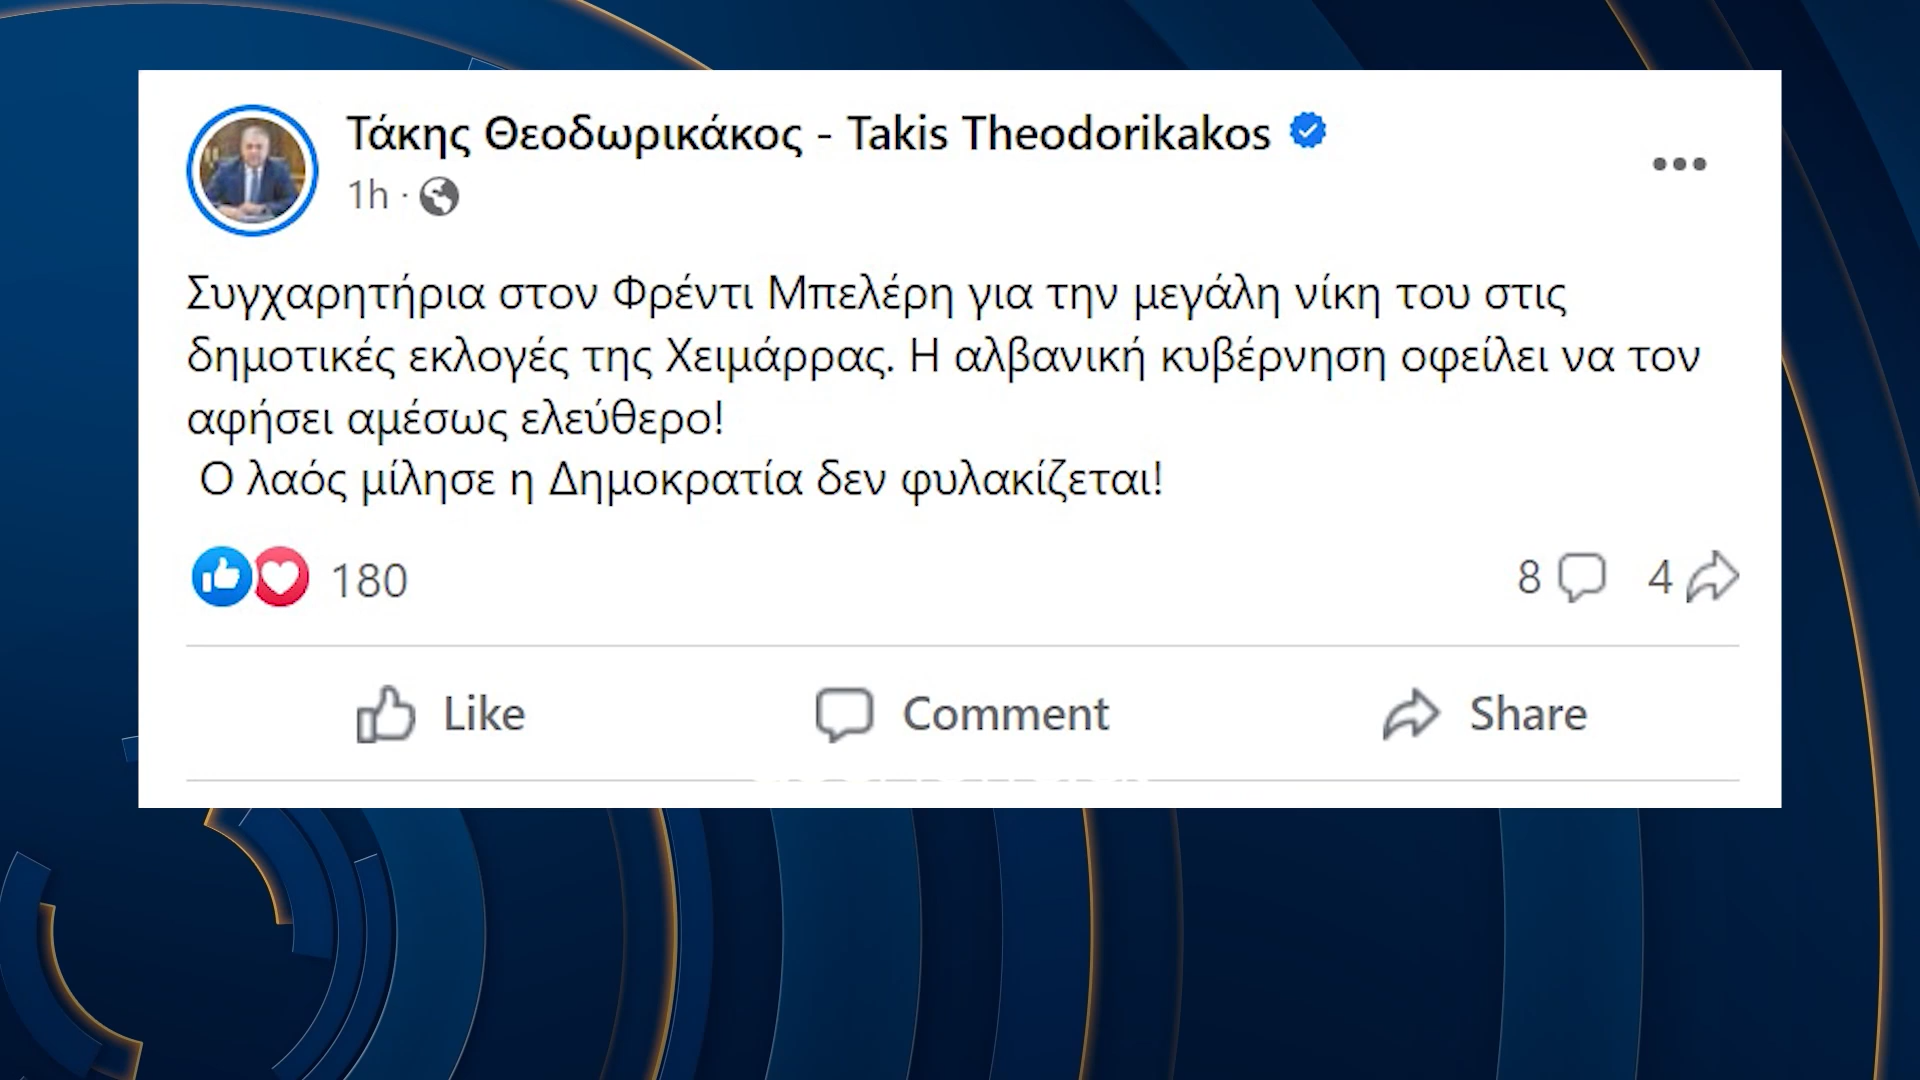 Τάκης Θεοδωρικάκος - Takis Theodorikakos
1h ·
Συγχαρητήρια στον Φρέντι Μπελέρη για την μεγάλη νίκη του στις
δημοτικές εκλογές της Χειμάρρας. Η αλβανική κυβέρνηση οφείλει να τον
αφήσει αμέσως ελεύθερο!
Ο λαός μίλησε η Δημοκρατία δεν φυλακίζεται!
180 8 4
Like Comment Share